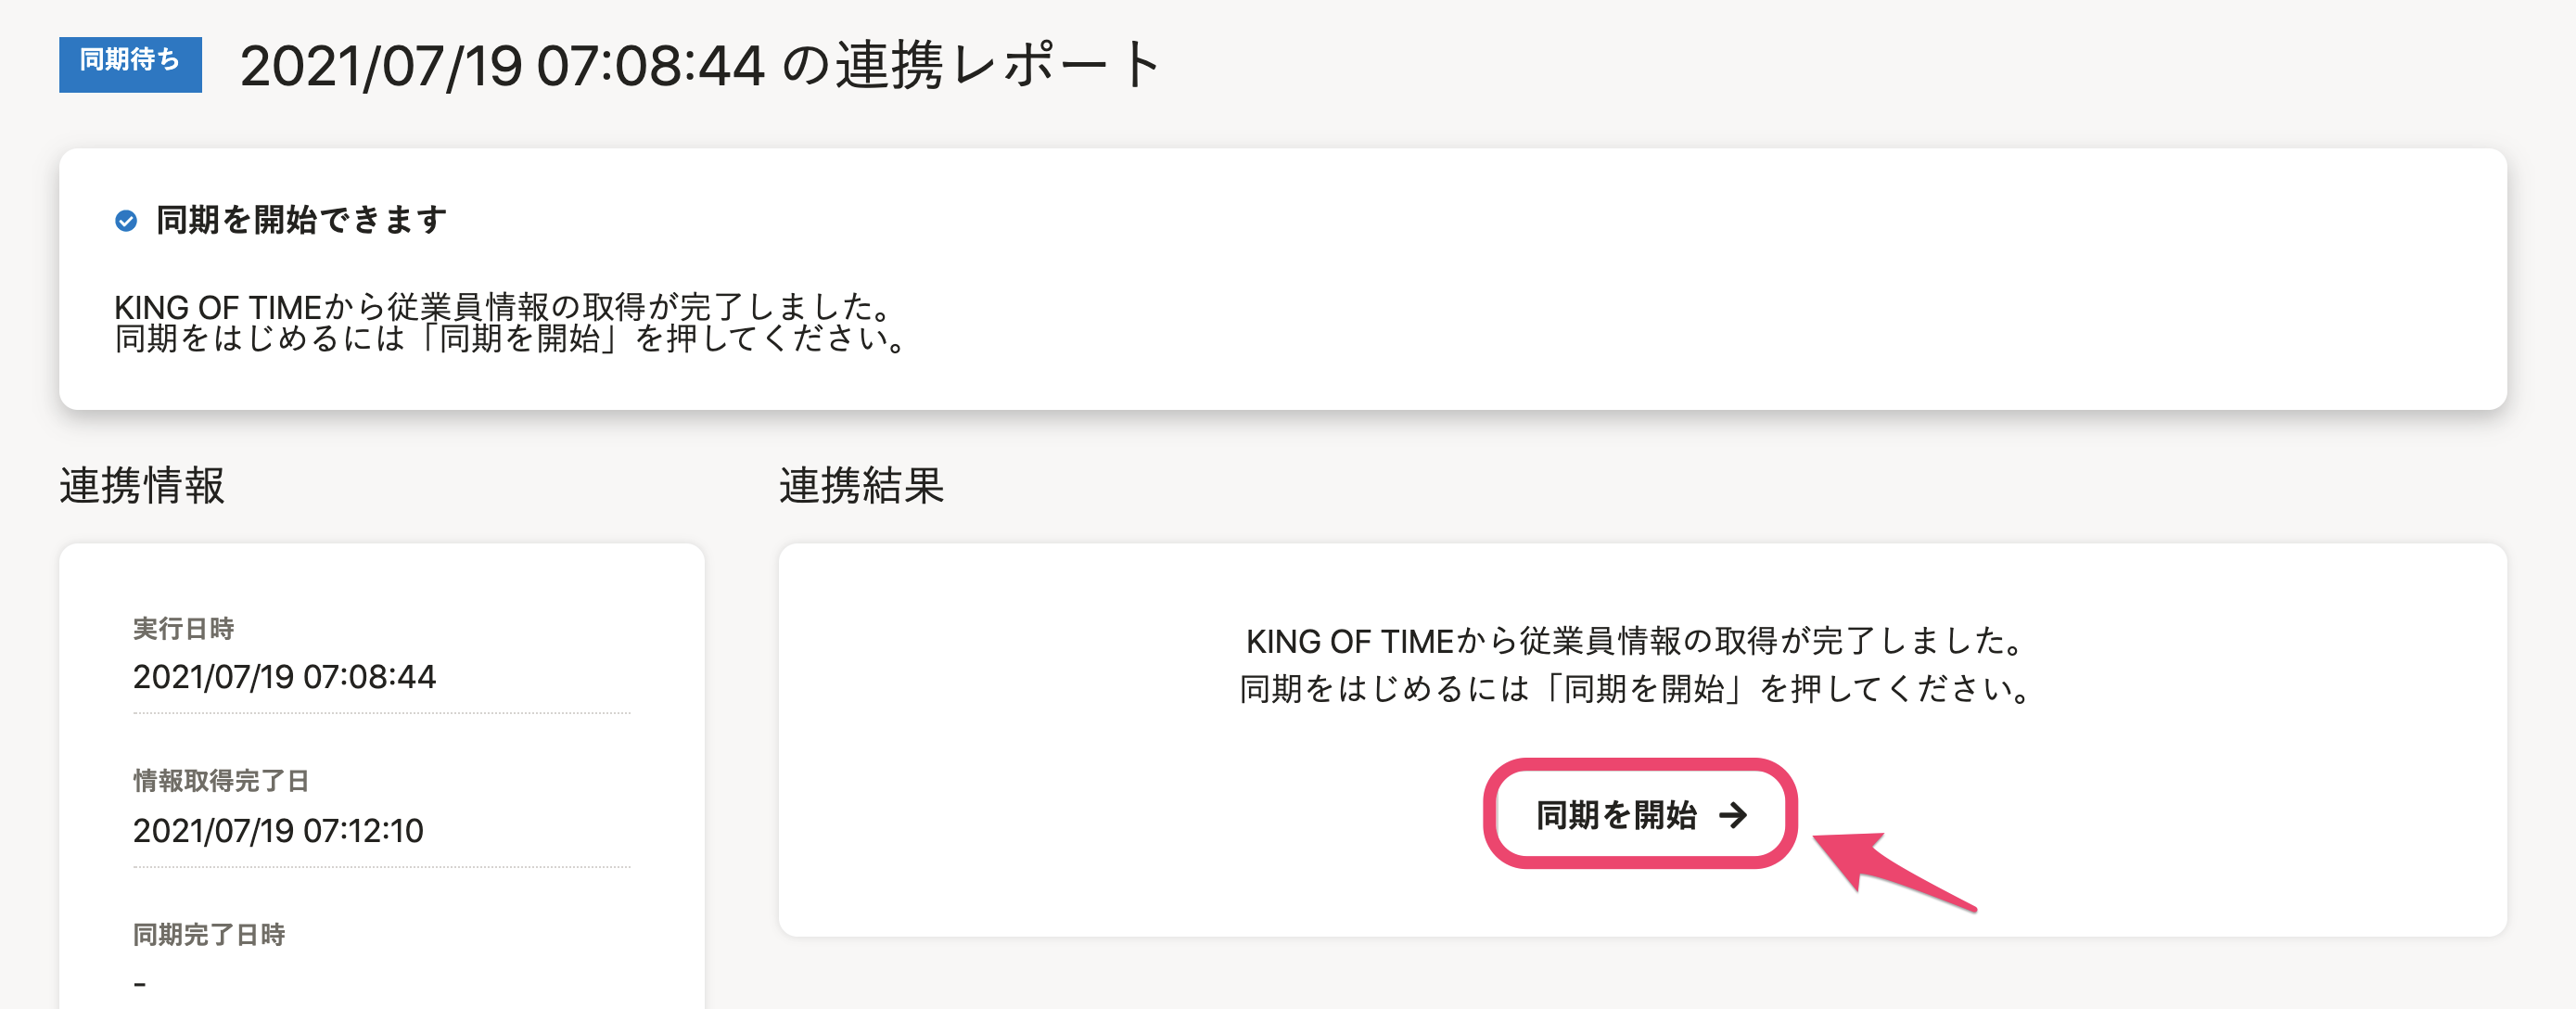 同期待ち
2021/07/19 07:08:44 の連携レポート
同期を開始できます
KING OF TIMEから従業員情報の取得が完了しました。
同期をはじめるには「同期を開始」を押してください。
連携情報
実行日時
2021/07/19 07:08:44
情報取得完了日
2021/07/19 07:12:10
同期完了日時
-
連携結果
KING OF TIMEから従業員情報の取得が完了しました。
同期をはじめるには「同期を開始」を押してください。
同期を開始 →